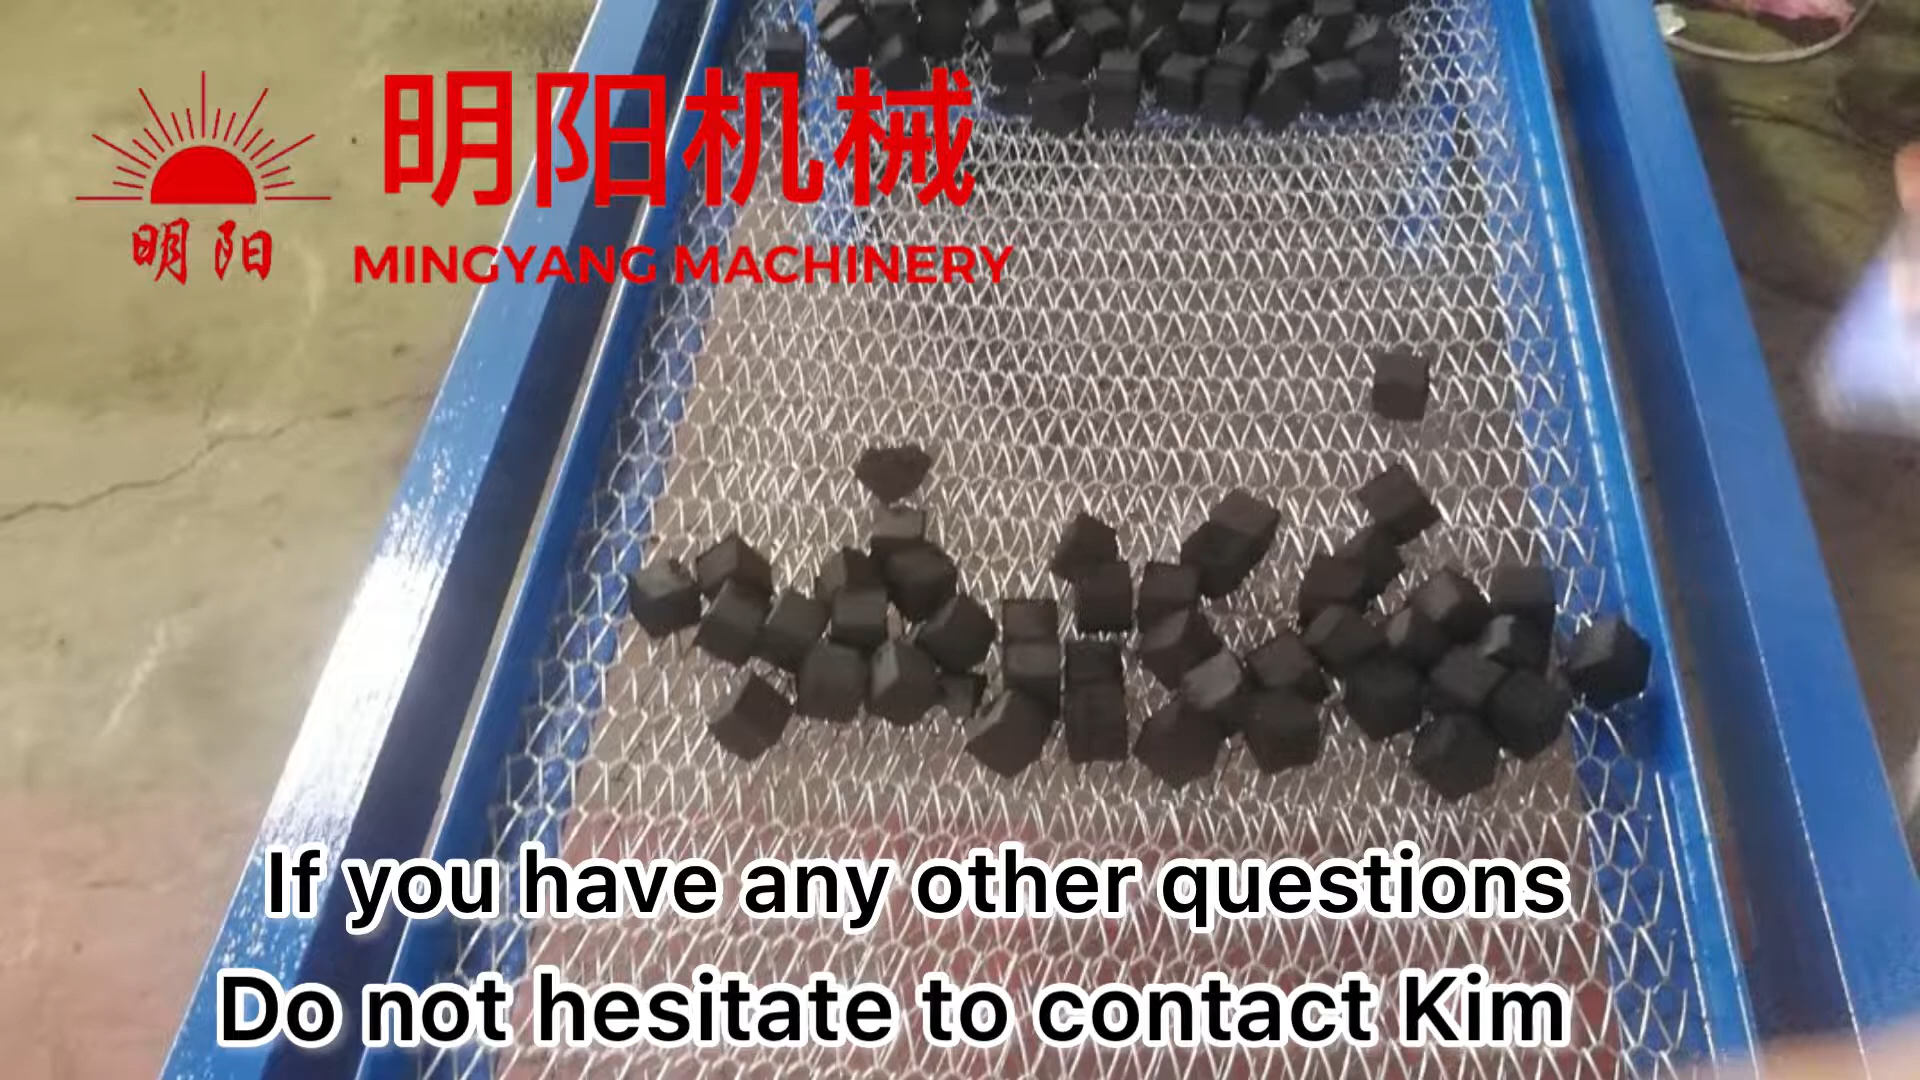 明阳机械
明阳
MINGYANG MACHINERY
If you have any other questions
Do not hesitate to contact Kim